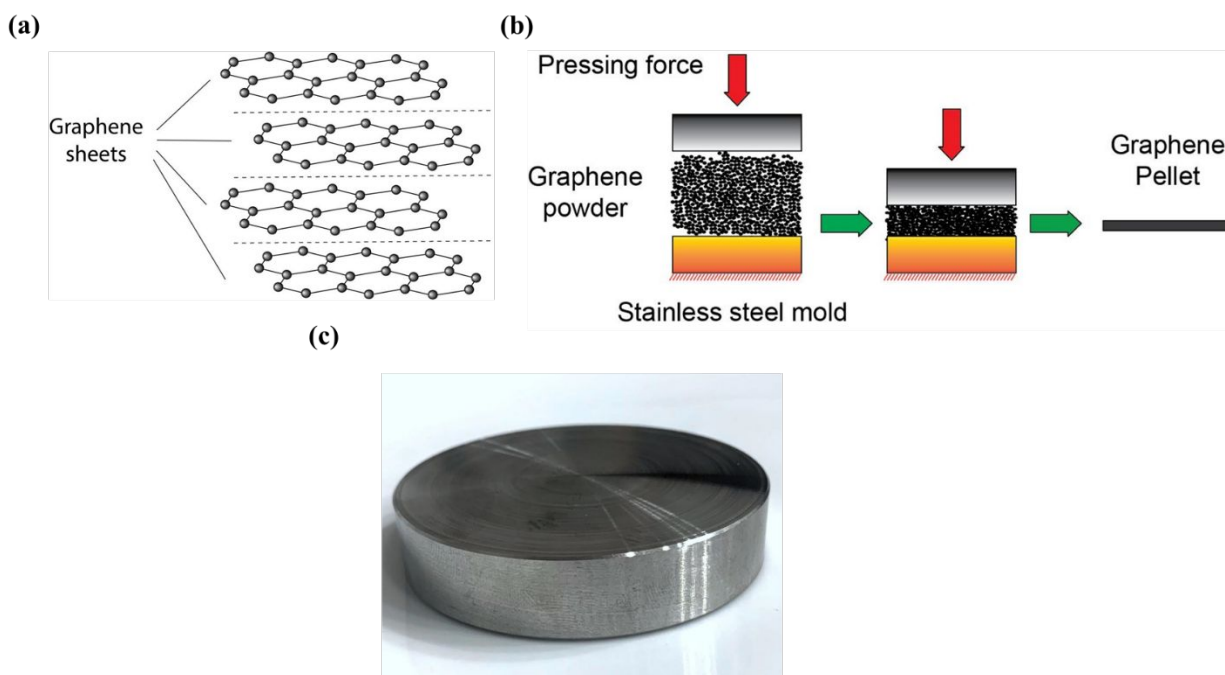 (a)
Graphene
sheets
(b)
Pressing force
Graphene
powder
Graphene
Pellet
Stainless steel mold
(c)